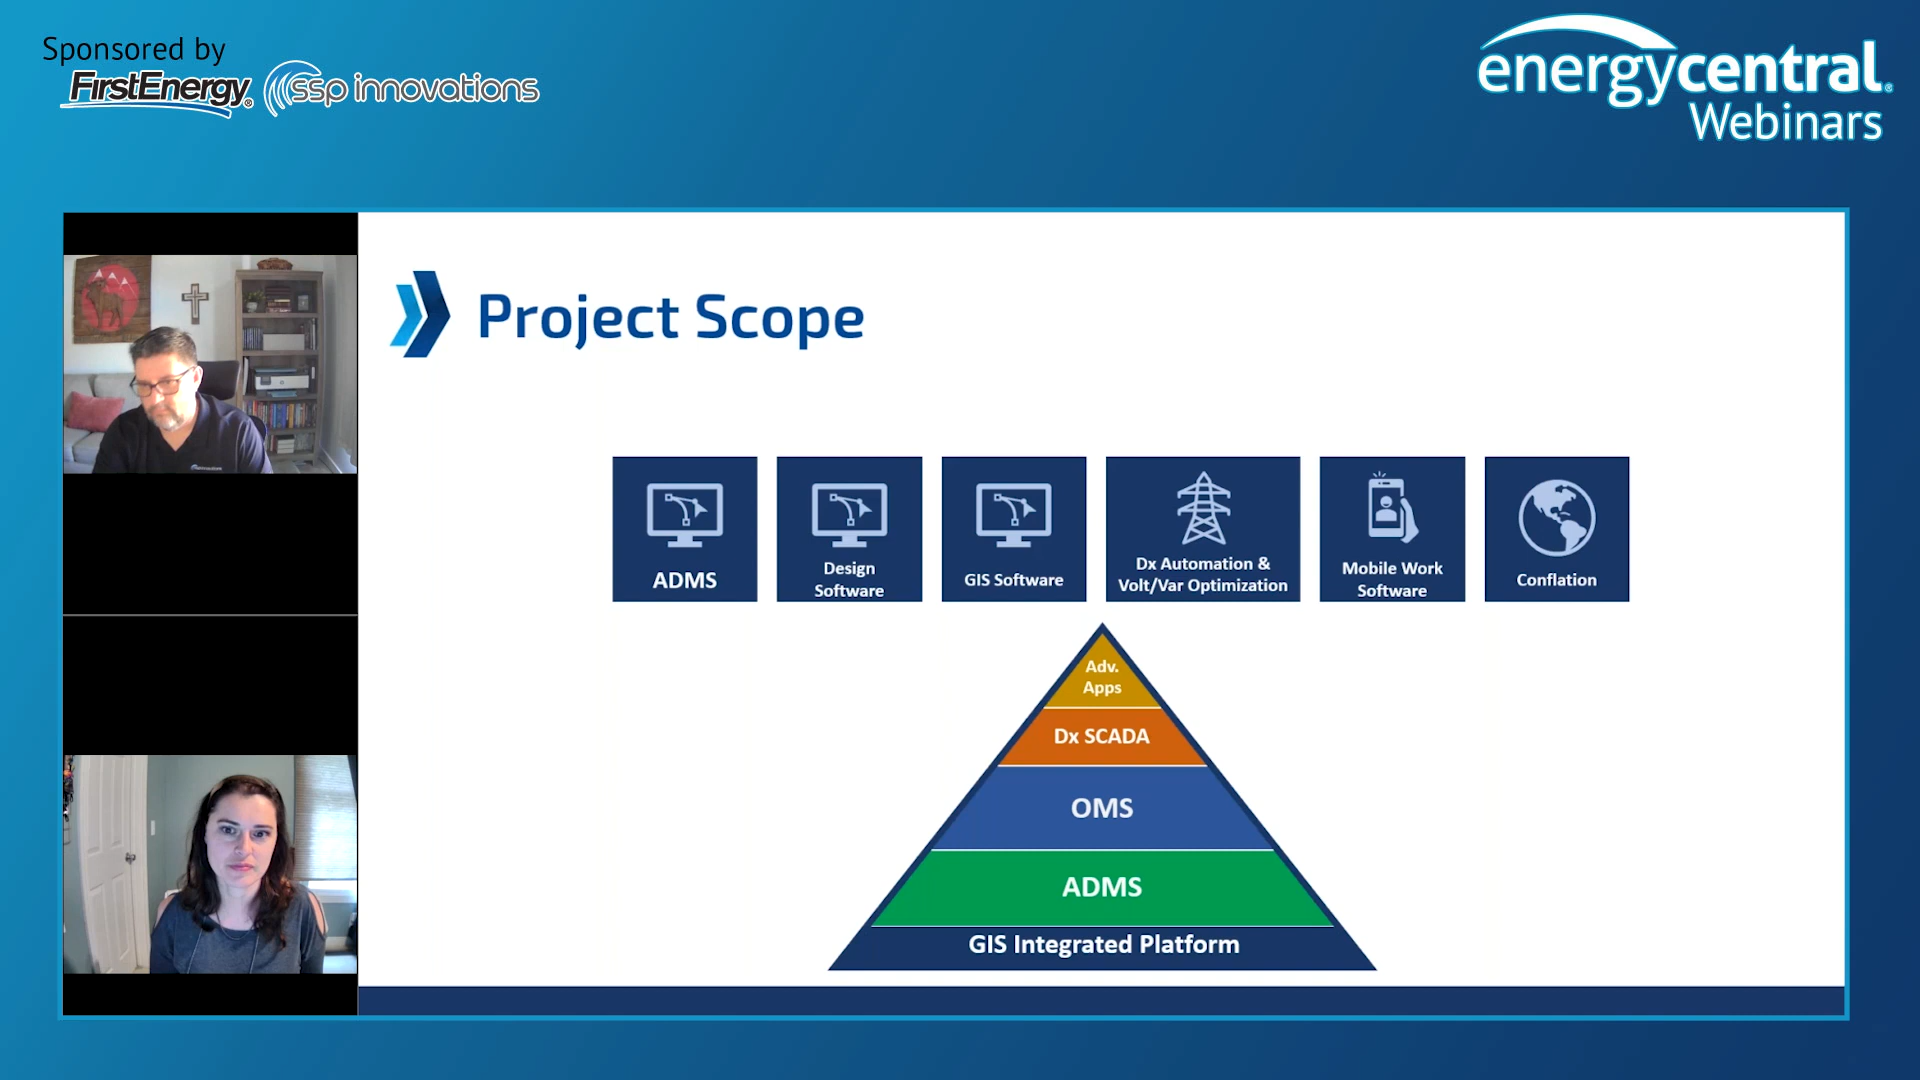 Sponsored by
FirstEnergy®
ssp innovations
energycentral®
Webinars
Project Scope
ADMS
Design
Software
GIS Software
Dx Automation &
Volt/Var Optimization
Mobile Work
Software
Conflation
Adv.
Apps
Dx SCADA
OMS
ADMS
GIS Integrated Platform